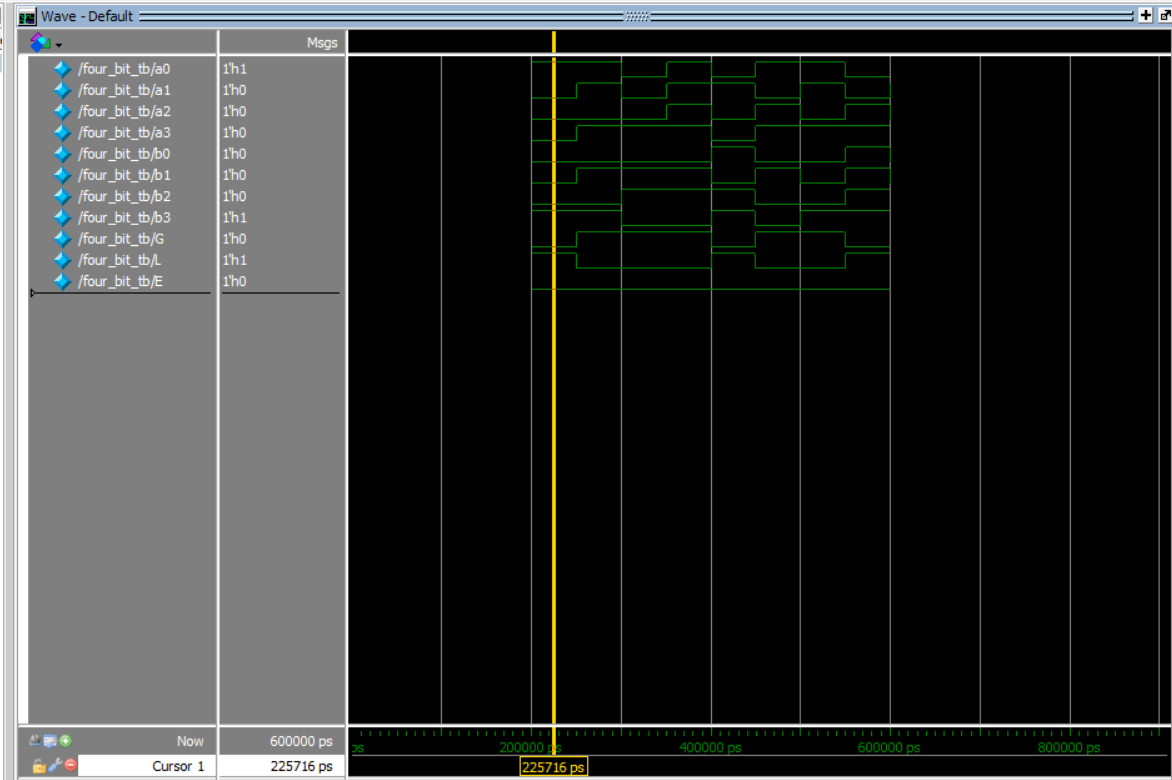 Wave - Default
Msgs
/four_bit_tb/a0 1'h1
/four_bit_tb/a1 1'h0
/four_bit_tb/a2 1'h0
/four_bit_tb/a3 1'h0
/four_bit_tb/b0 1'h0
/four_bit_tb/b1 1'h0
/four_bit_tb/b2 1'h0
/four_bit_tb/b3 1'h1
/four_bit_tb/G 1'h0
/four_bit_tb/L 1'h1
/four_bit_tb/E 1'h0
Now 600000 ps
ps 200000 ps 400000 ps 600000 ps 800000 ps
Cursor 1 225716 ps
225716 ps